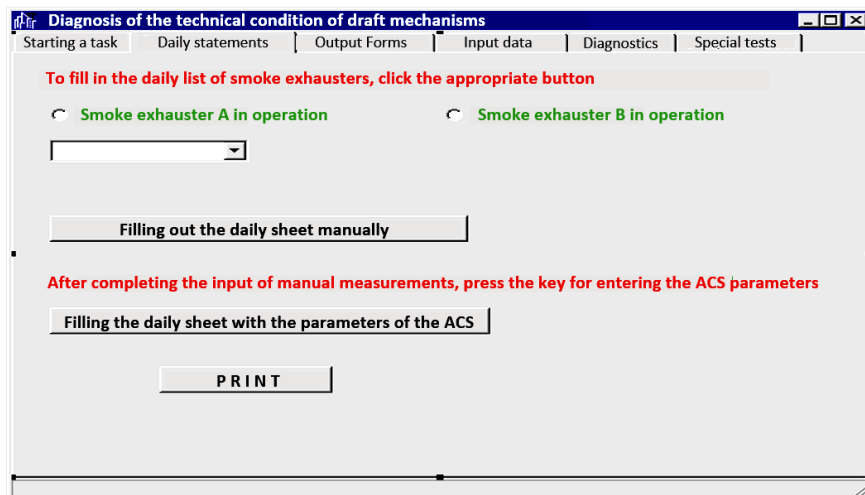 Diagnosis of the technical condition of draft mechanisms
Starting a task Daily statements Output Forms Input data Diagnostics Special tests
To fill in the daily list of smoke exhausters, click the appropriate button
Smoke exhauster A in operation Smoke exhauster B in operation
Filling out the daily sheet manually
After completing the input of manual measurements, press the key for entering the ACS parameters
Filling the daily sheet with the parameters of the ACS
PRINT